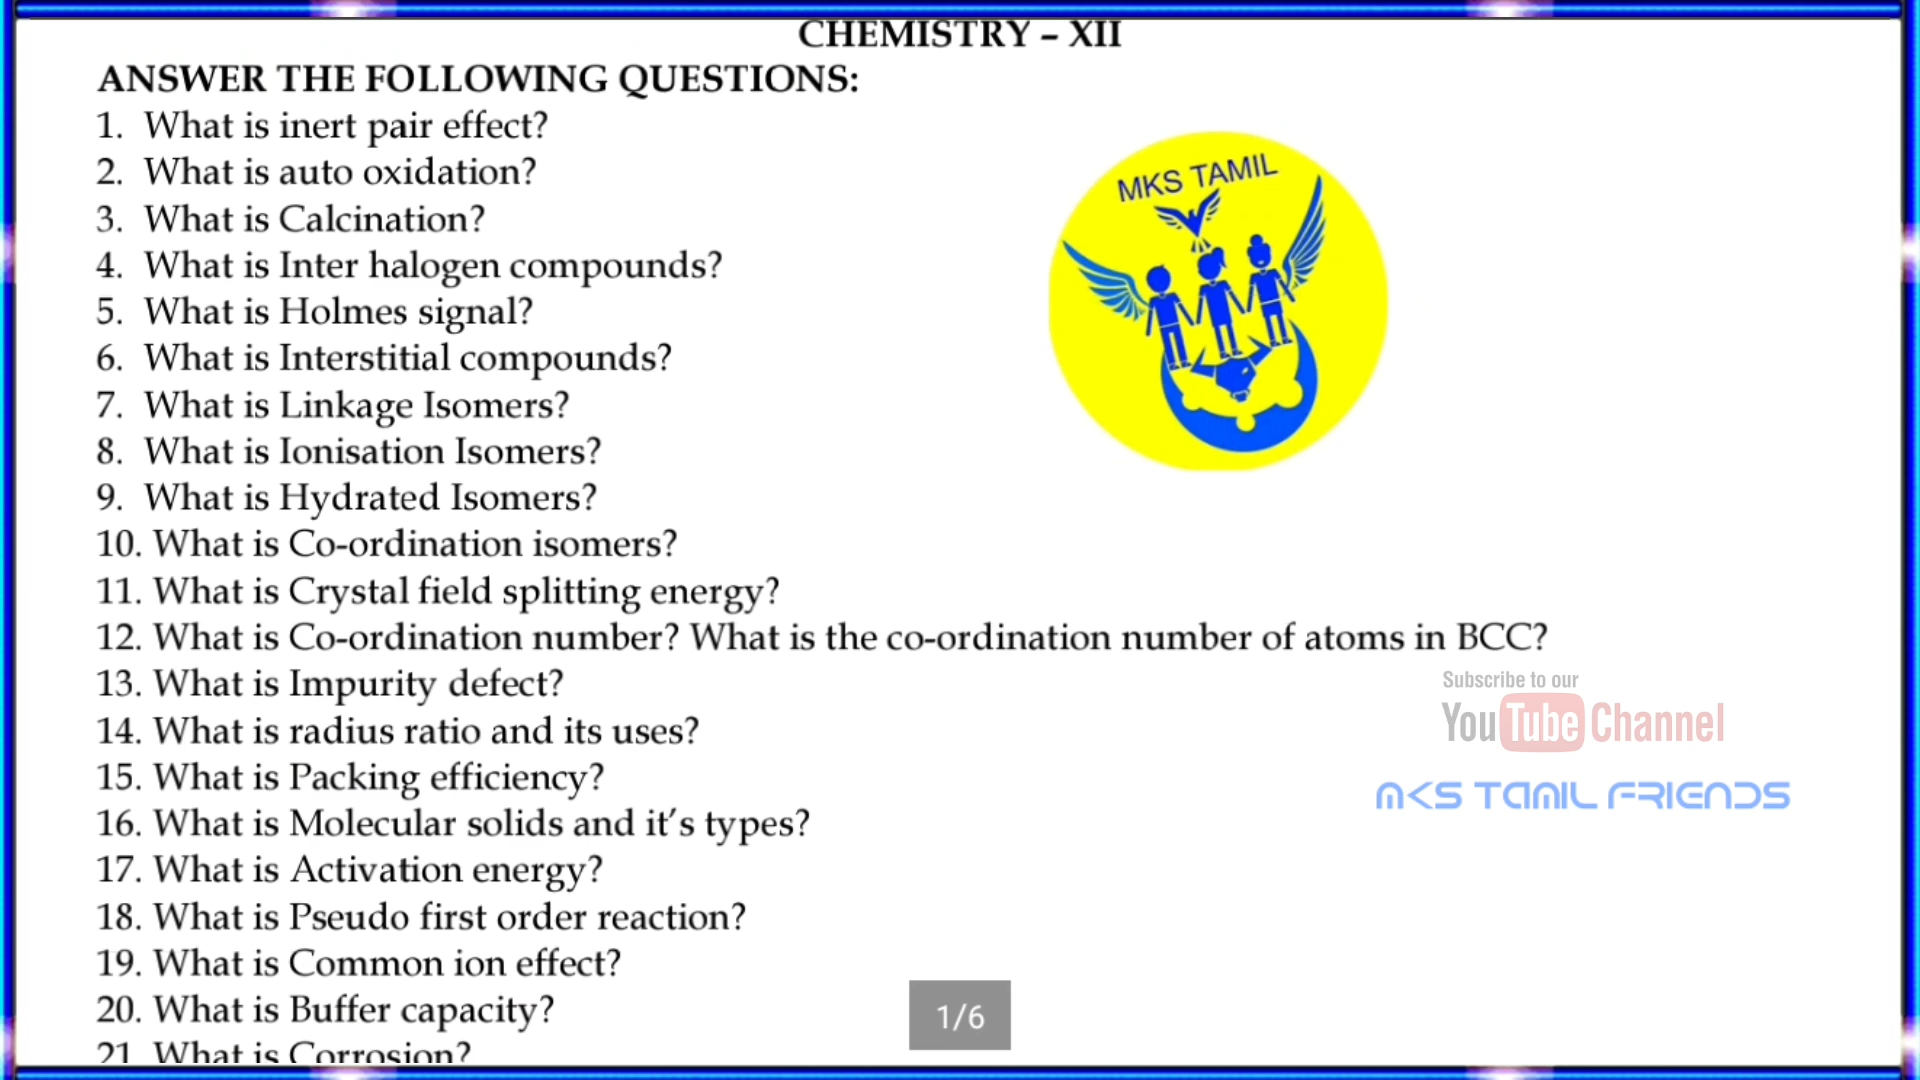 CHEMISTRY – XII
ANSWER THE FOLLOWING QUESTIONS:
1. What is inert pair effect?
2. What is auto oxidation?
3. What is Calcination?
4. What is Inter halogen compounds?
5. What is Holmes signal?
6. What is Interstitial compounds?
7. What is Linkage Isomers?
8. What is Ionisation Isomers?
9. What is Hydrated Isomers?
10. What is Co-ordination isomers?
11. What is Crystal field splitting energy?
12. What is Co-ordination number? What is the co-ordination number of atoms in BCC?
13. What is Impurity defect?
14. What is radius ratio and its uses?
15. What is Packing efficiency?
16. What is Molecular solids and it’s types?
17. What is Activation energy?
18. What is Pseudo first order reaction?
19. What is Common ion effect?
20. What is Buffer capacity?
21. What is Corrosion?
MKS TAMIL
Subscribe to our
YouTube Channel
MKS TAMIL FRIENDS
1/6